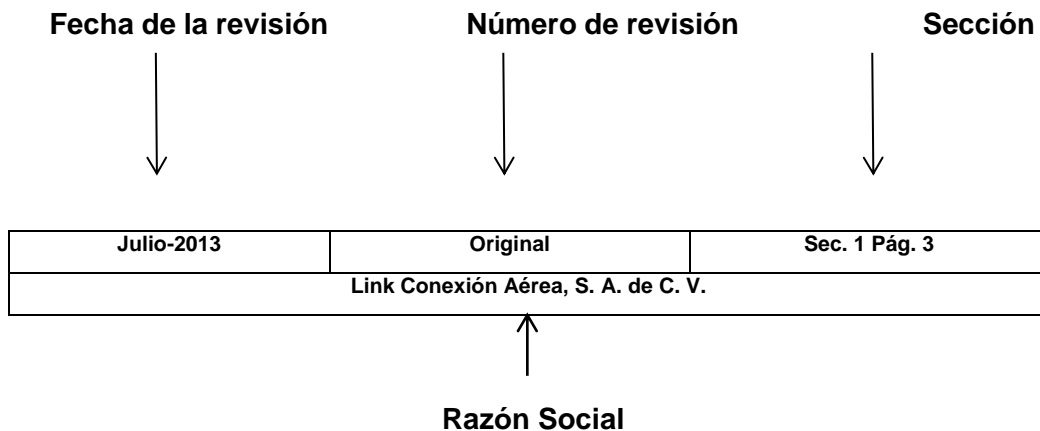 Fecha de la revisión Número de revisión Sección
Julio-2013 Original Sec. 1 Pág. 3
Link Conexión Aérea, S. A. de C. V.
Razón Social